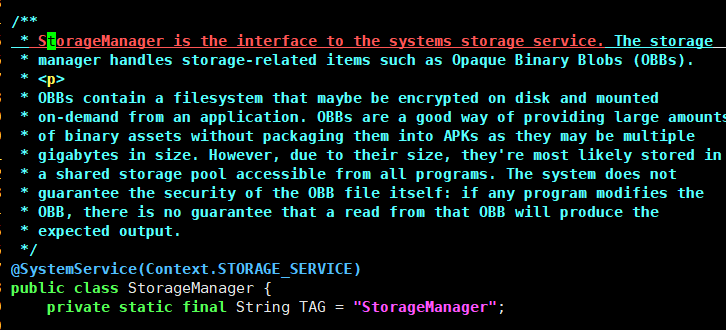 /**
 * StorageManager is the interface to the systems storage service. The storage
 * manager handles storage-related items such as Opaque Binary Blobs (OBBs).
 * <p>
 * OBBs contain a filesystem that maybe be encrypted on disk and mounted
 * on-demand from an application. OBBs are a good way of providing large amounts
 * of binary assets without packaging them into APKs as they may be multiple
 * gigabytes in size. However, due to their size, they're most likely stored in
 * a shared storage pool accessible from all programs. The system does not
 * guarantee the security of the OBB file itself: if any program modifies the
 * OBB, there is no guarantee that a read from that OBB will produce the
 * expected output.
 */
@SystemService(Context.STORAGE_SERVICE)
public class StorageManager {
    private static final String TAG = "StorageManager";